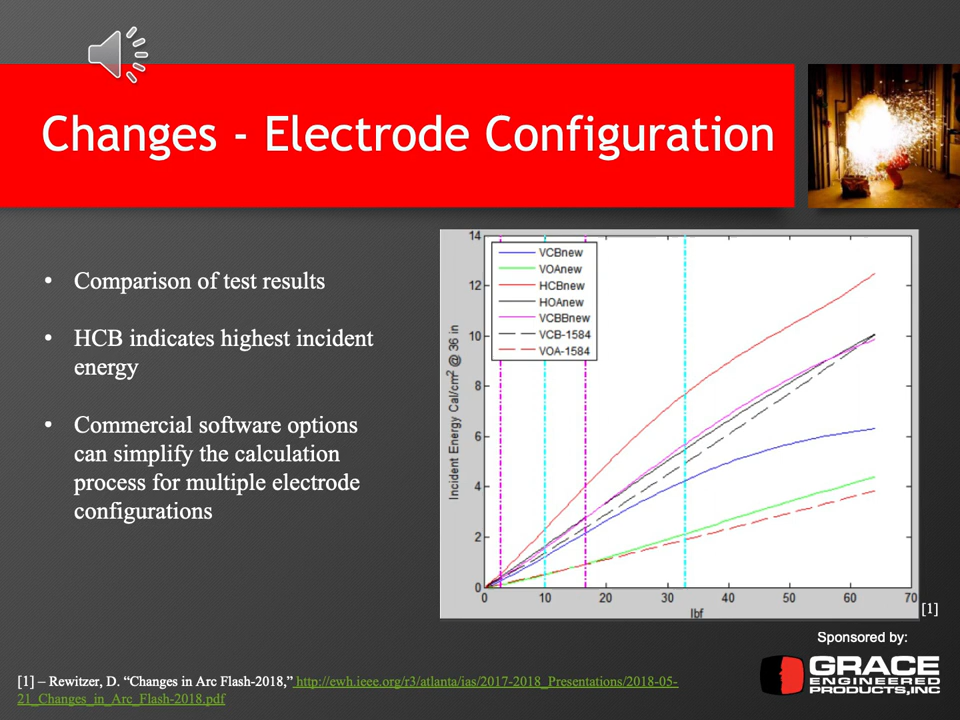 Changes - Electrode Configuration
• Comparison of test results
• HCB indicates highest incident
energy
• Commercial software options
can simplify the calculation
process for multiple electrode
configurations
14
12
10
8
6
4
2
0
Incident Energy Cal/cm² @ 36 in
VCBnew
VOAnew
HCBnew
HOAnew
VCBBnew
VCB-1584
VOA-1584
0 10 20 30 40 50 60 70
Ibf
[1]
Sponsored by:
GRACE
ENGINEERED
PRODUCTS,INC
[1] – Rewitzer, D. “Changes in Arc Flash-2018,” http://ewh.ieee.org/r3/atlanta/ias/2017-2018_Presentations/2018-05-
21_Changes_in_Arc_Flash-2018.pdf